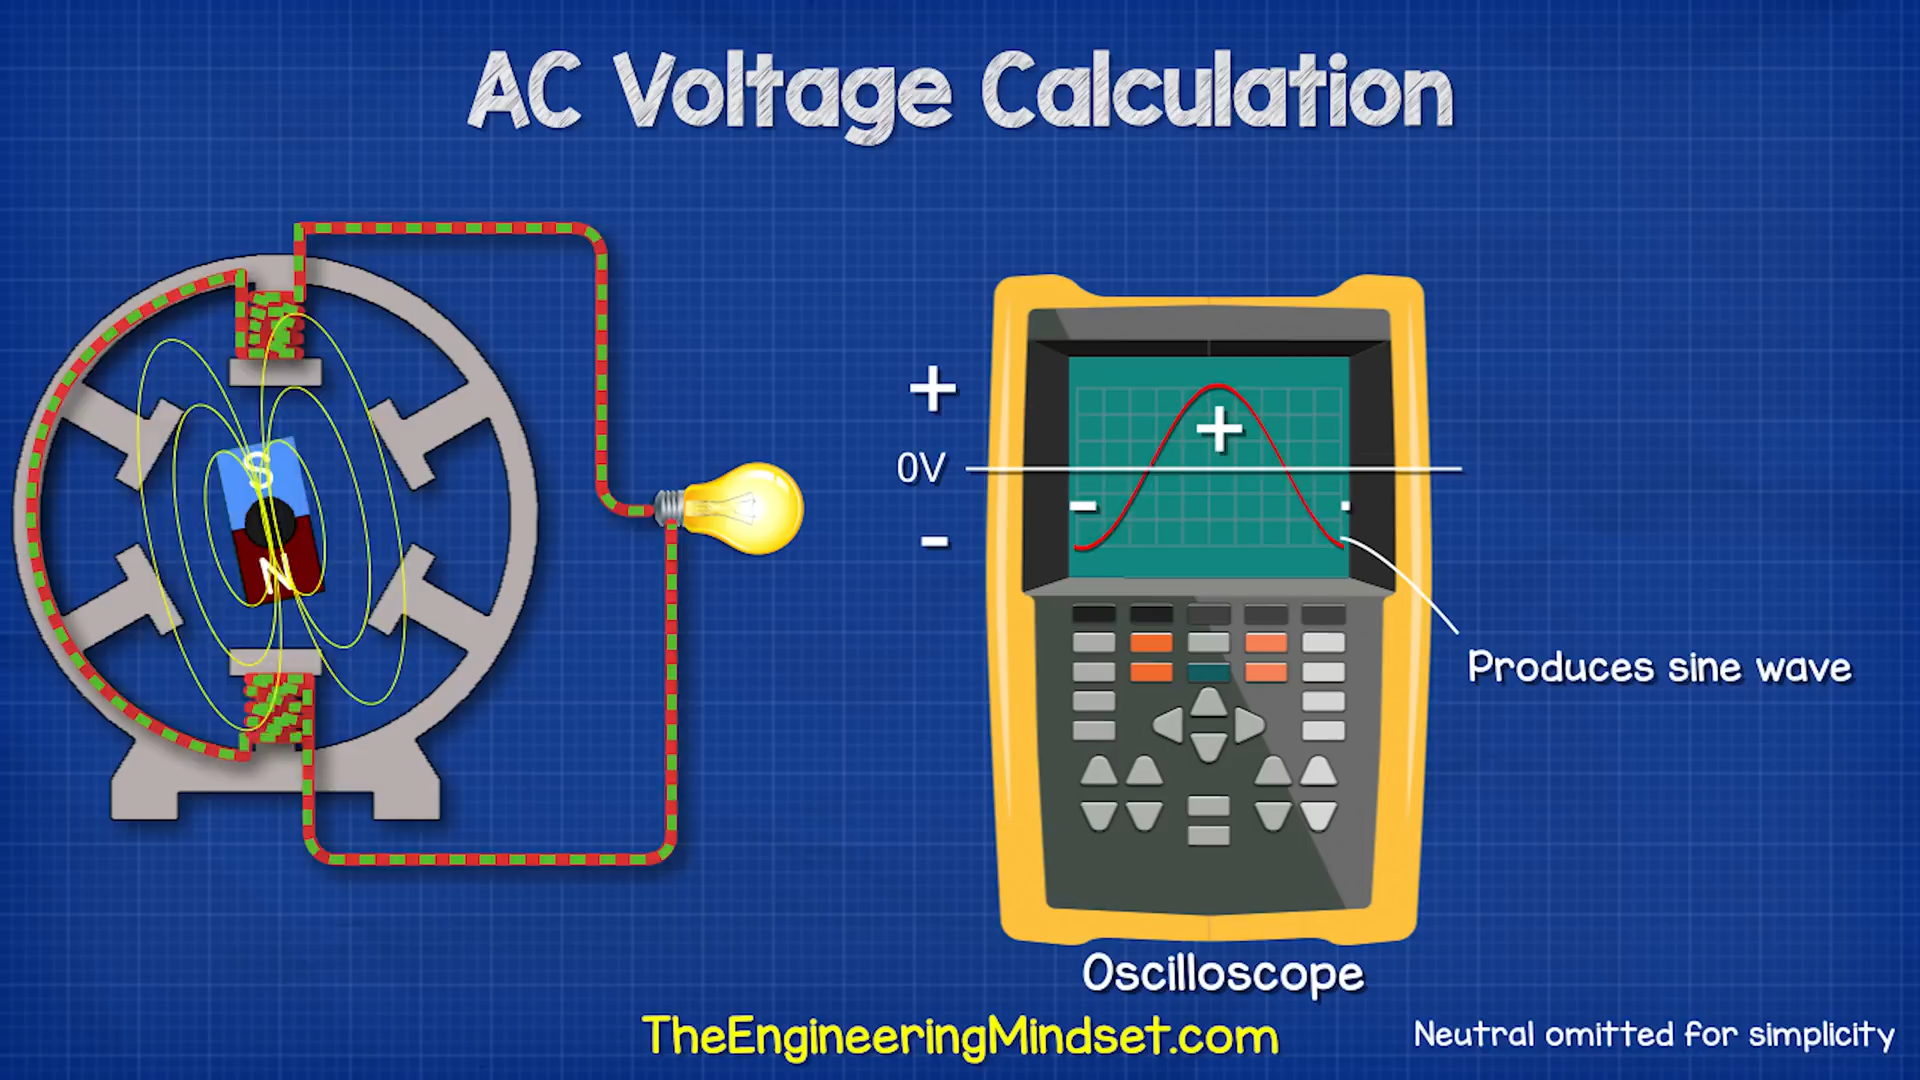 AC Voltage Calculation
S
N
+
0V
-
+
-
Produces sine wave
Oscilloscope
TheEngineeringMindset.com
Neutral omitted for simplicity